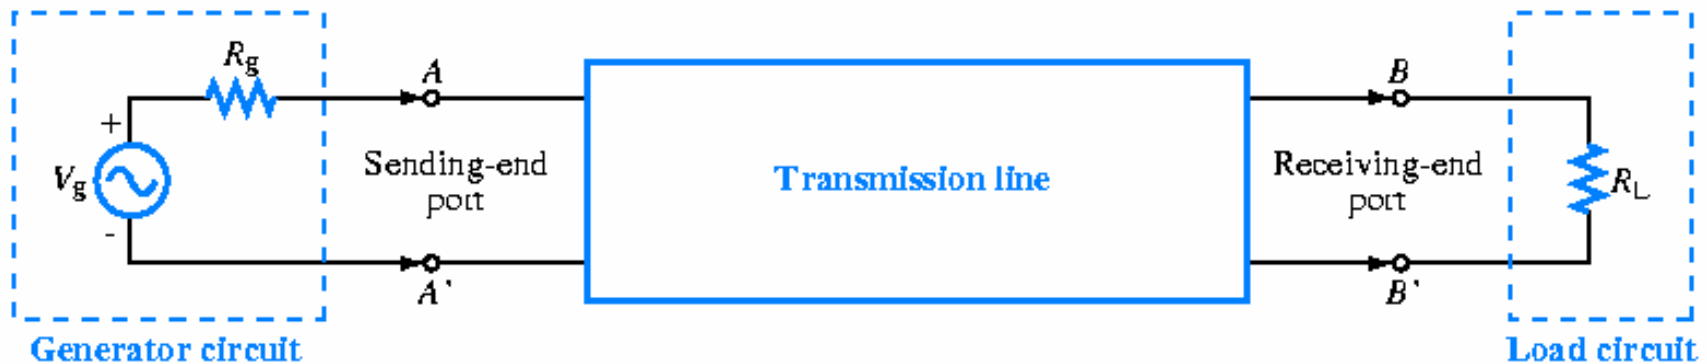 Rg
A
B
+
Vg
Sending-end
port
Transmission line
Receiving-end
port
RL
-
A'
B'
Generator circuit
Load circuit